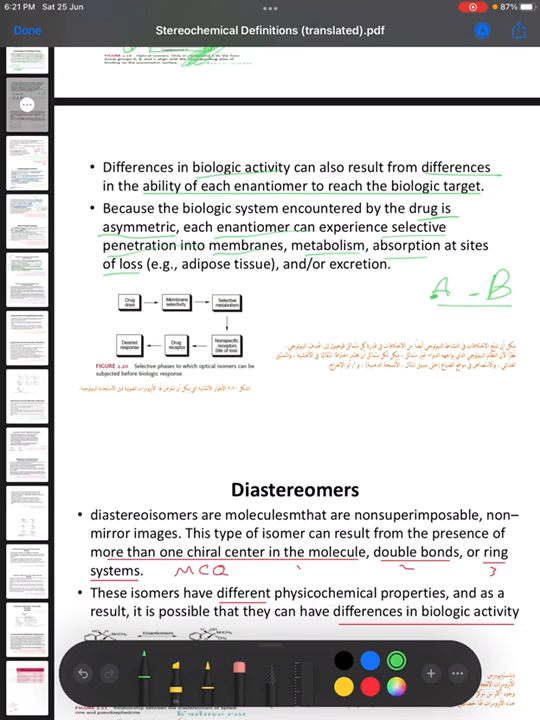 6:21 PM Sat 25 Jun
87%
Done
Stereochemical Definitions (translated).pdf
• Differences in biologic activity can also result from differences
in the ability of each enantiomer to reach the biologic target.
• Because the biologic system encountered by the drug is
asymmetric, each enantiomer can experience selective
penetration into membranes, metabolism, absorption at sites
of loss (e.g., adipose tissue), and/or excretion.
A - B
Drug dose
Membrane selectivity
Selective metabolism
Desired response
Drug receptor
Nonspecific receptors. Site of loss
FIGURE 2.20 Selective phases to which optical isomers can be
subjected before biologic response.
Diastereomers
• diastereoisomers are moleculesmthat are nonsuperimposable, non–
mirror images. This type of isomer can result from the presence of
more than one chiral center in the molecule, double bonds, or ring
systems.
MCQ
3
• These isomers have different physicochemical properties, and as a
result, it is possible that they can have differences in biologic activity
Enantiomers